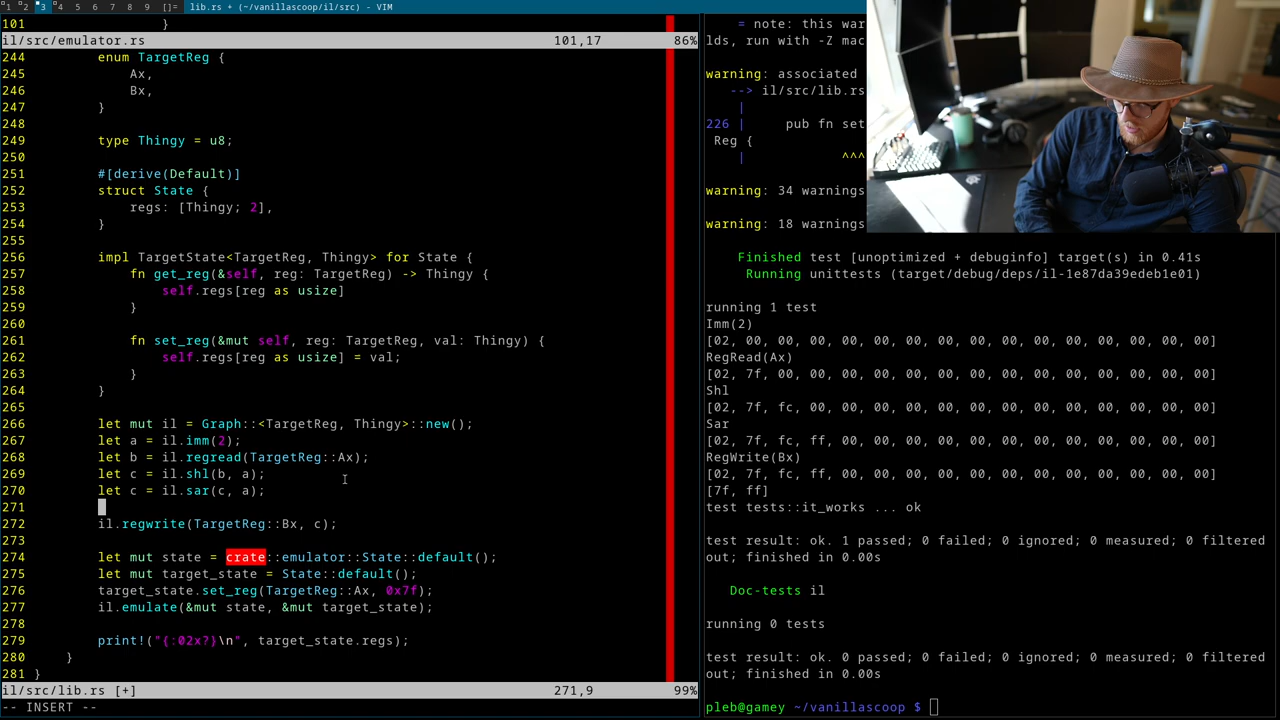 1 2 3 4 5 6 7 8 9 []= lib.rs + (~/vanillascoop/il/src) - VIM
101 }
il/src/emulator.rs 101,17 86%
244 enum TargetReg {
245 Ax,
246 Bx,
247 }
248
249 type Thingy = u8;
250
251 #[derive(Default)]
252 struct State {
253 regs: [Thingy; 2],
254 }
255
256 impl TargetState<TargetReg, Thingy> for State {
257 fn get_reg(&self, reg: TargetReg) -> Thingy {
258 self.regs[reg as usize]
259 }
260
261 fn set_reg(&mut self, reg: TargetReg, val: Thingy) {
262 self.regs[reg as usize] = val;
263 }
264 }
265
266 let mut il = Graph::<TargetReg, Thingy>::new();
267 let a = il.imm(2);
268 let b = il.regread(TargetReg::Ax);
269 let c = il.shl(b, a);
270 let c = il.sar(c, a);
271
272 il.regwrite(TargetReg::Bx, c);
273
274 let mut state = crate::emulator::State::default();
275 let mut target_state = State::default();
276 target_state.set_reg(TargetReg::Ax, 0x7f);
277 il.emulate(&mut state, &mut target_state);
278
279 print!("{:02x?}\n", target_state.regs);
280 }
281 }
il/src/lib.rs [+] 271,9 99%
-- INSERT --
= note: this war
lds, run with -Z mac
warning: associated
--> il/src/lib.rs
|
226 | pub fn set
Reg {
| ^^^
warning: 34 warnings
warning: 18 warnings
Finished test [unoptimized + debuginfo] target(s) in 0.41s
Running unittests (target/debug/deps/il-1e87da39edeb1e01)
running 1 test
Imm(2)
[02, 00, 00, 00, 00, 00, 00, 00, 00, 00, 00, 00, 00, 00, 00, 00]
RegRead(Ax)
[02, 7f, 00, 00, 00, 00, 00, 00, 00, 00, 00, 00, 00, 00, 00, 00]
Shl
[02, 7f, fc, 00, 00, 00, 00, 00, 00, 00, 00, 00, 00, 00, 00, 00]
Sar
[02, 7f, fc, ff, 00, 00, 00, 00, 00, 00, 00, 00, 00, 00, 00, 00]
RegWrite(Bx)
[02, 7f, fc, ff, 00, 00, 00, 00, 00, 00, 00, 00, 00, 00, 00, 00]
[7f, ff]
test tests::it_works ... ok
test result: ok. 1 passed; 0 failed; 0 ignored; 0 measured; 0 filtered
out; finished in 0.00s
Doc-tests il
running 0 tests
test result: ok. 0 passed; 0 failed; 0 ignored; 0 measured; 0 filtered
out; finished in 0.00s
pleb@gamey ~/vanillascoop $